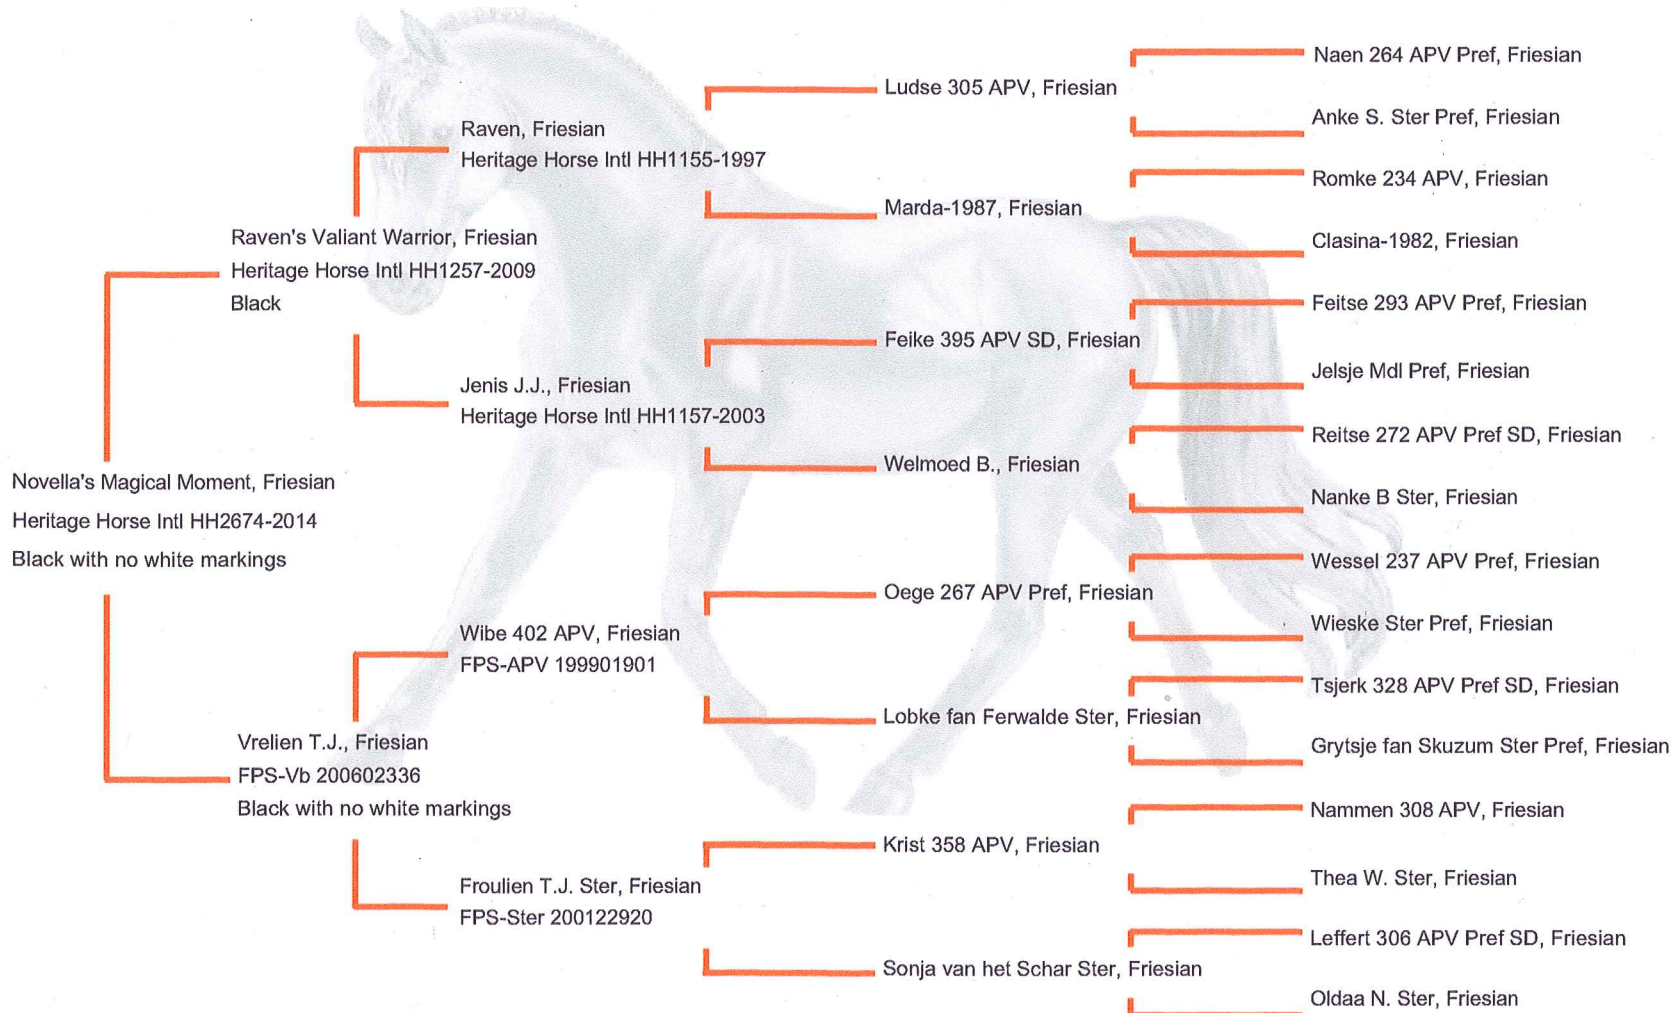 Novella's Magical Moment, Friesian
Heritage Horse Intl HH2674-2014
Black with no white markings
Raven's Valiant Warrior, Friesian
Heritage Horse Intl HH1257-2009
Black
Vrelien T.J., Friesian
FPS-Vb 200602336
Black with no white markings
Raven, Friesian
Heritage Horse Intl HH1155-1997
Jenis J.J., Friesian
Heritage Horse Intl HH1157-2003
Wibe 402 APV, Friesian
FPS-APV 199901901
Froulien T.J. Ster, Friesian
FPS-Ster 200122920
Ludse 305 APV, Friesian
Marda-1987, Friesian
Feike 395 APV SD, Friesian
Welmoed B., Friesian
Oege 267 APV Pref, Friesian
Lobke fan Ferwalde Ster, Friesian
Krist 358 APV, Friesian
Sonja van het Schar Ster, Friesian
Naen 264 APV Pref, Friesian
Anke S. Ster Pref, Friesian
Romke 234 APV, Friesian
Clasina-1982, Friesian
Feitse 293 APV Pref, Friesian
Jelsje Mdl Pref, Friesian
Reitse 272 APV Pref SD, Friesian
Nanke B Ster, Friesian
Wessel 237 APV Pref, Friesian
Wieske Ster Pref, Friesian
Tsjerk 328 APV Pref SD, Friesian
Grytsje fan Skuzum Ster Pref, Friesian
Nammen 308 APV, Friesian
Thea W. Ster, Friesian
Leffert 306 APV Pref SD, Friesian
Oldaa N. Ster, Friesian